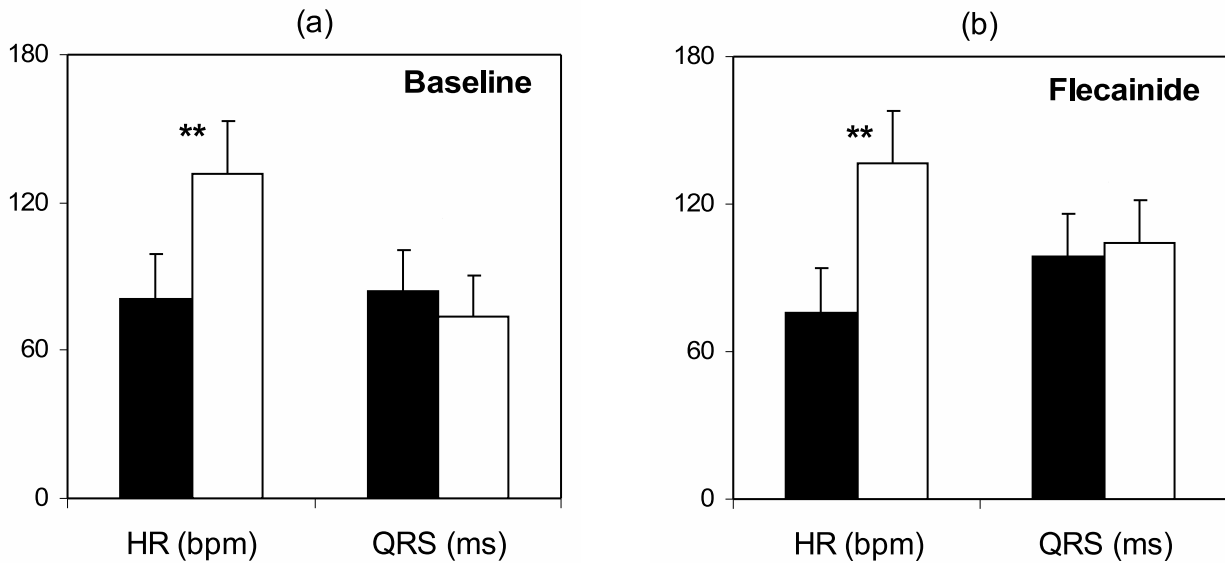 (a)
180
Baseline
**
120
60
0
HR (bpm) QRS (ms)
(b)
180
Flecainide
**
120
60
0
HR (bpm) QRS (ms)